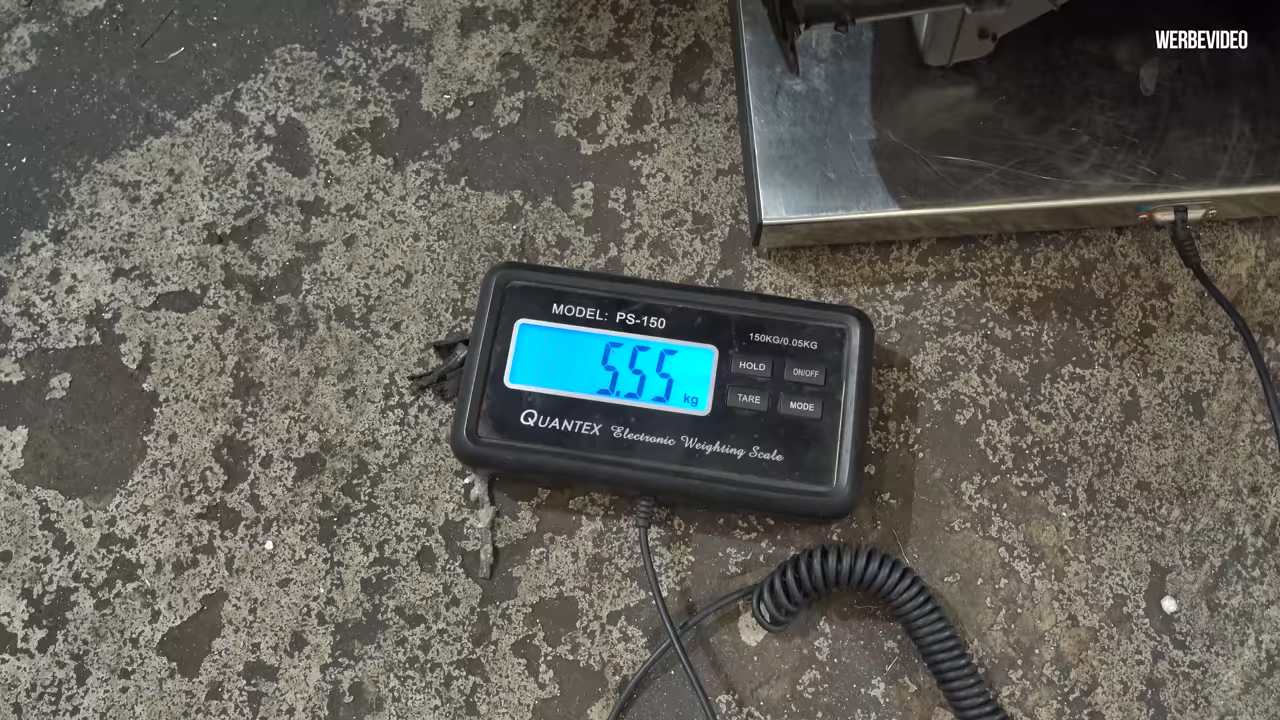 WERBEVIDEO
MODEL: PS-150
150KG/0.05KG
5.55 kg
HOLD ON/OFF
TARE MODE
QUANTEX Electronic Weighting Scale